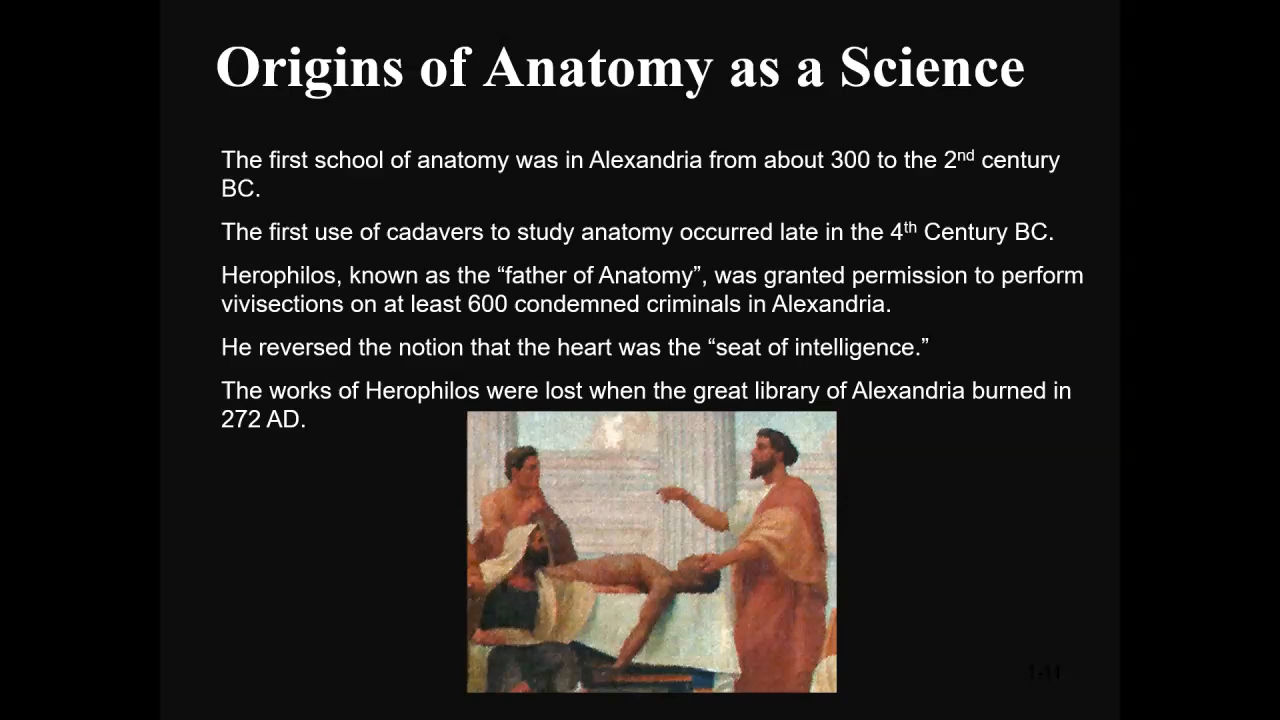 Origins of Anatomy as a Science
The first school of anatomy was in Alexandria from about 300 to the 2nd century
BC.
The first use of cadavers to study anatomy occurred late in the 4th Century BC.
Herophilos, known as the “father of Anatomy”, was granted permission to perform
vivisections on at least 600 condemned criminals in Alexandria.
He reversed the notion that the heart was the “seat of intelligence.”
The works of Herophilos were lost when the great library of Alexandria burned in
272 AD.
1-11